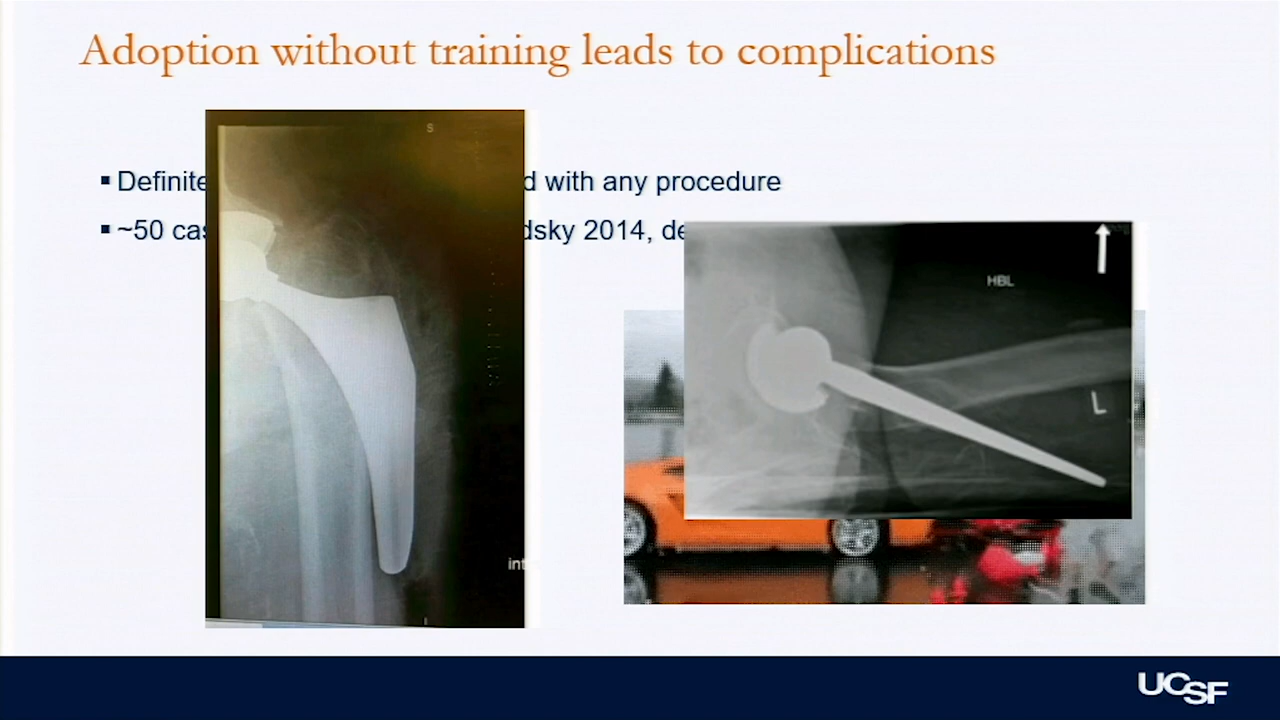 Adoption without training leads to complications
S
▪ Definite d with any procedure
▪ ~50 cas dsky 2014, de
HBL
L
int
UCSF